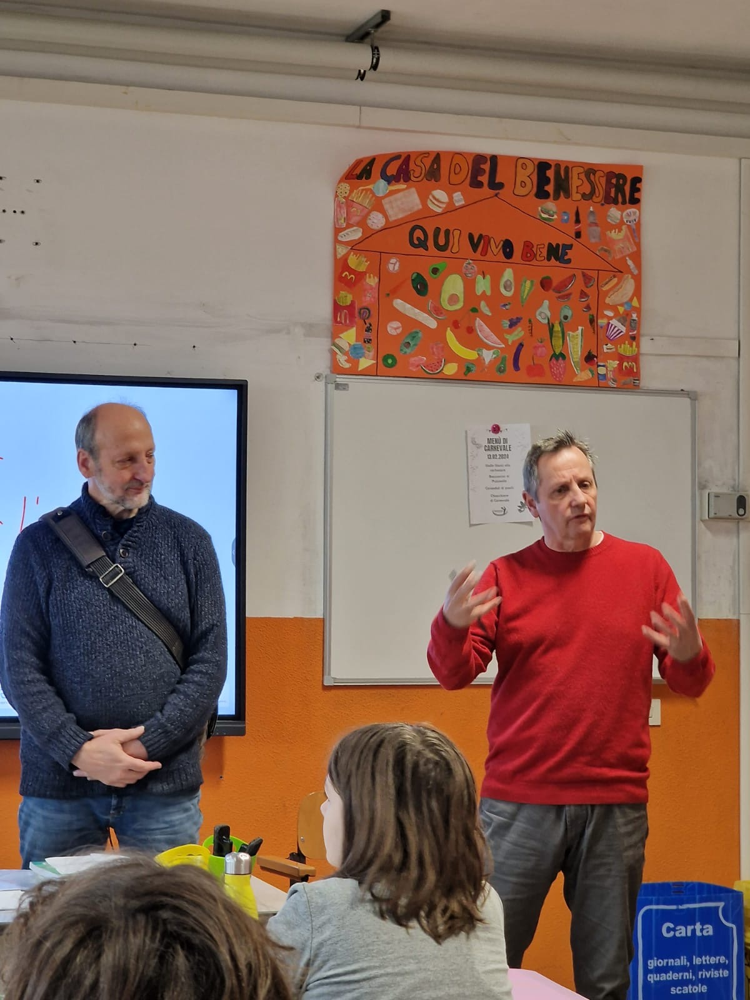 LA CASA DEL BENESSERE
QUI VIVO BENE
MENÙ DI
CARNEVALE
13.02.2024
Carta
giornali, lettere,
quaderni, riviste
scatole